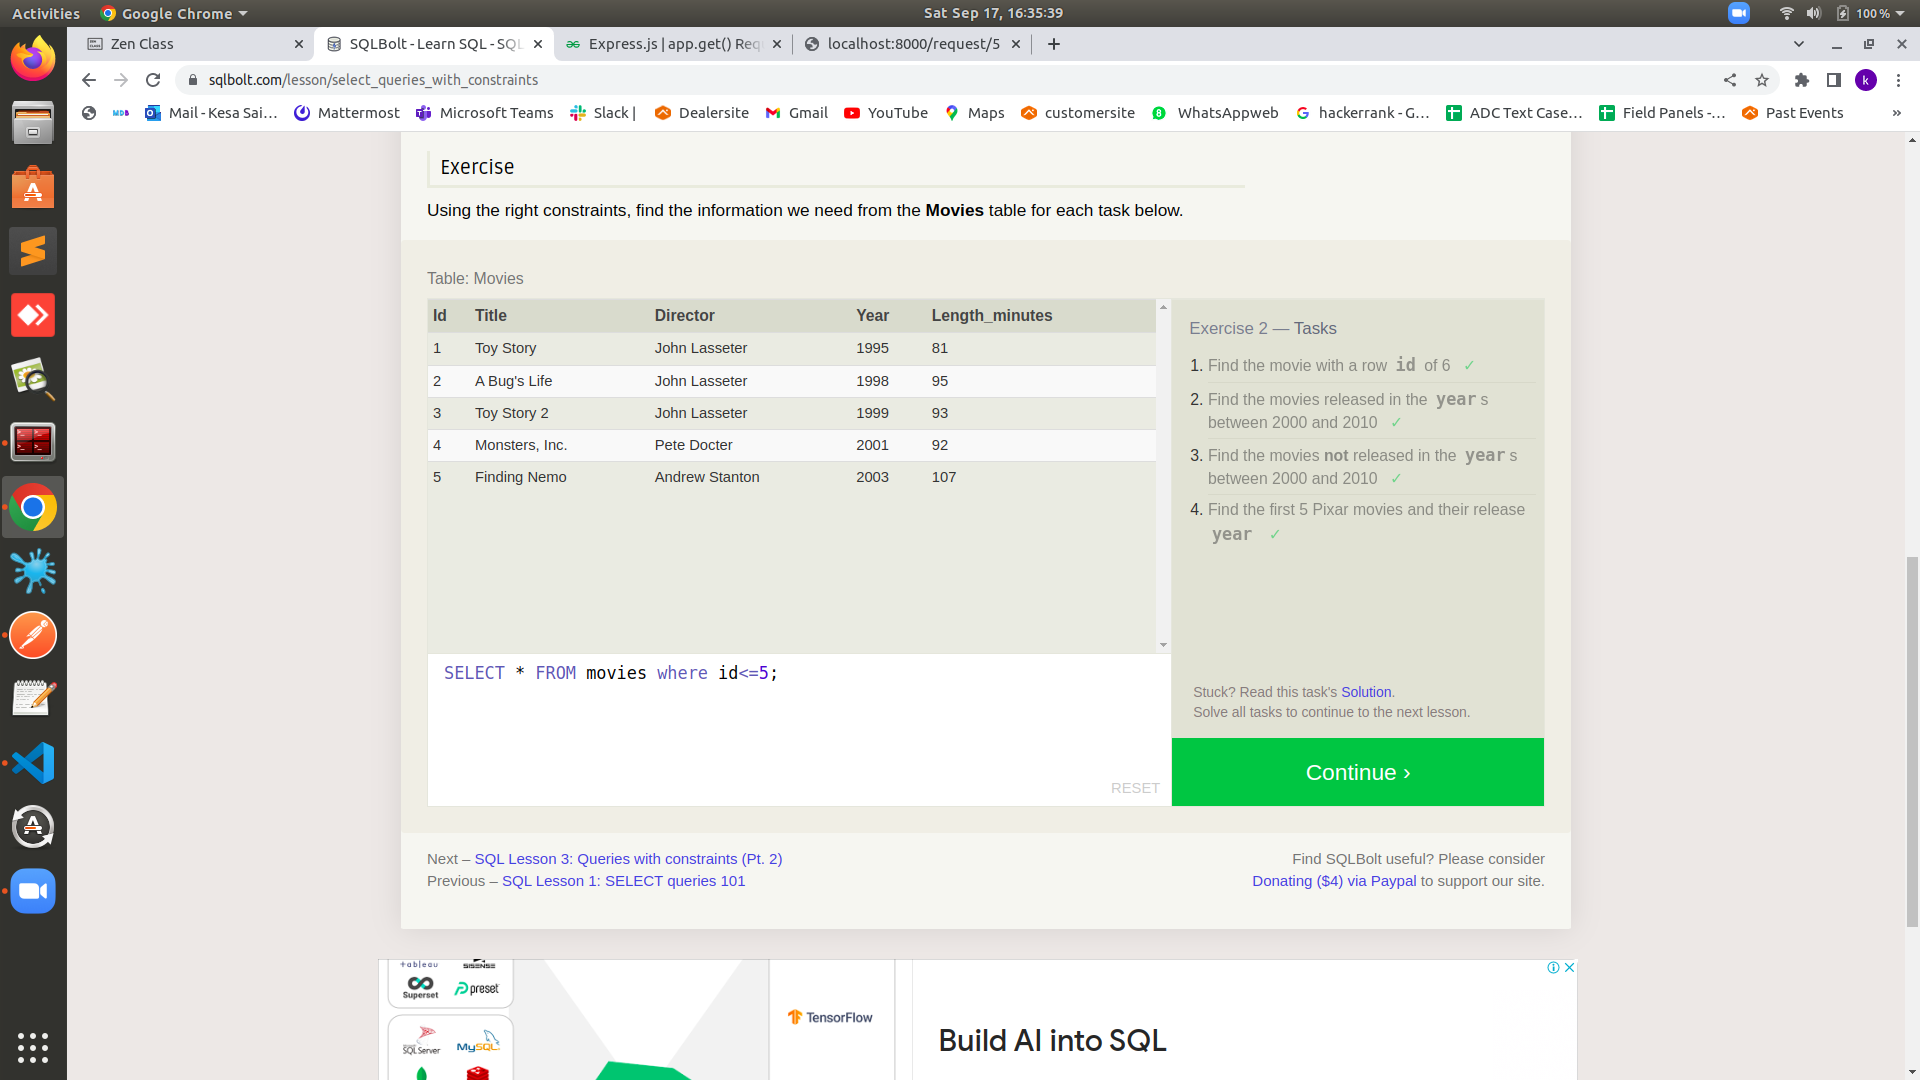 Activities
Google Chrome
Sat Sep 17, 16:35:39
100 %
Zen Class
SQLBolt - Learn SQL - SQL
Express.js | app.get() Req
localhost:8000/request/5
sqlbolt.com/lesson/select_queries_with_constraints
k
MDB
Mail - Kesa Sai...
Mattermost
Microsoft Teams
Slack |
Dealersite
Gmail
YouTube
Maps
customersite
WhatsAppweb
hackerrank - G...
ADC Text Case...
Field Panels -...
Past Events
»
Exercise
Using the right constraints, find the information we need from the Movies table for each task below.
Table: Movies
Id Title Director Year Length_minutes
1 Toy Story John Lasseter 1995 81
2 A Bug's Life John Lasseter 1998 95
3 Toy Story 2 John Lasseter 1999 93
4 Monsters, Inc. Pete Docter 2001 92
5 Finding Nemo Andrew Stanton 2003 107
SELECT * FROM movies where id<=5;
RESET
Exercise 2 — Tasks
1. Find the movie with a row id of 6 ✓
2. Find the movies released in the year s
between 2000 and 2010 ✓
3. Find the movies not released in the year s
between 2000 and 2010 ✓
4. Find the first 5 Pixar movies and their release
year ✓
Stuck? Read this task's Solution.
Solve all tasks to continue to the next lesson.
Continue ›
Next – SQL Lesson 3: Queries with constraints (Pt. 2)
Previous – SQL Lesson 1: SELECT queries 101
Find SQLBolt useful? Please consider
Donating ($4) via Paypal to support our site.
+ableau
SISENSE
Superset
preset
SQL Server
MySQL
TensorFlow
Build AI into SQL